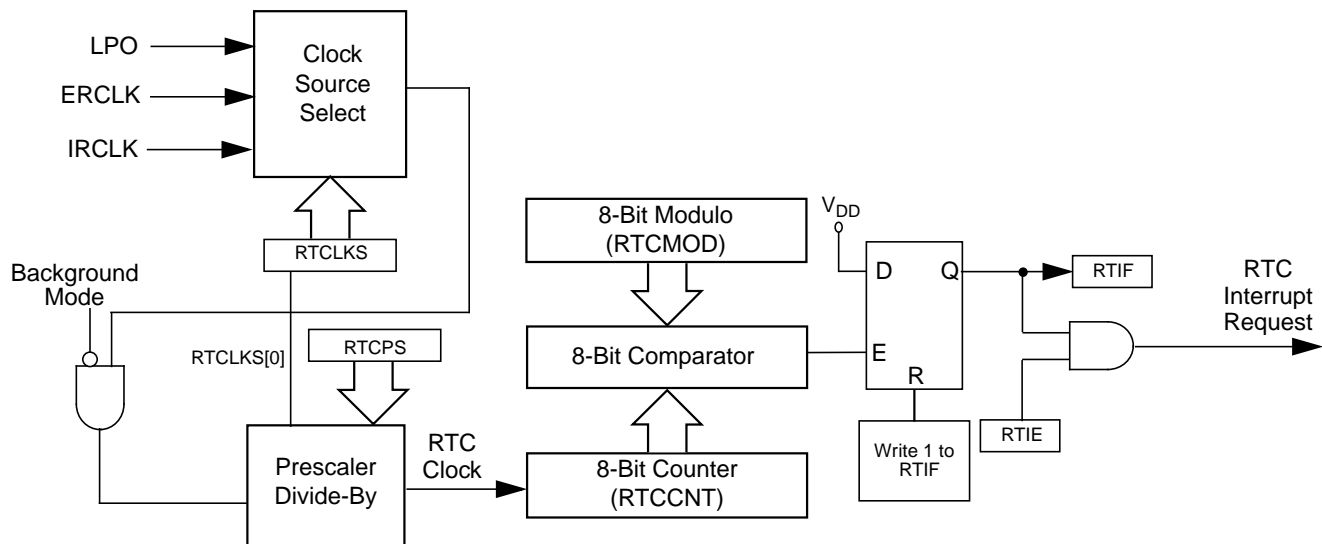 LPO
ERCLK
IRCLK
Clock
Source
Select
RTCLKS
Background
Mode
RTCLKS[0]
RTCPS
Prescaler
Divide-By
RTC
Clock
8-Bit Modulo
(RTCMOD)
8-Bit Comparator
8-Bit Counter
(RTCCNT)
VDD
D
Q
E
R
Write 1 to
RTIF
RTIF
RTIE
RTC
Interrupt
Request